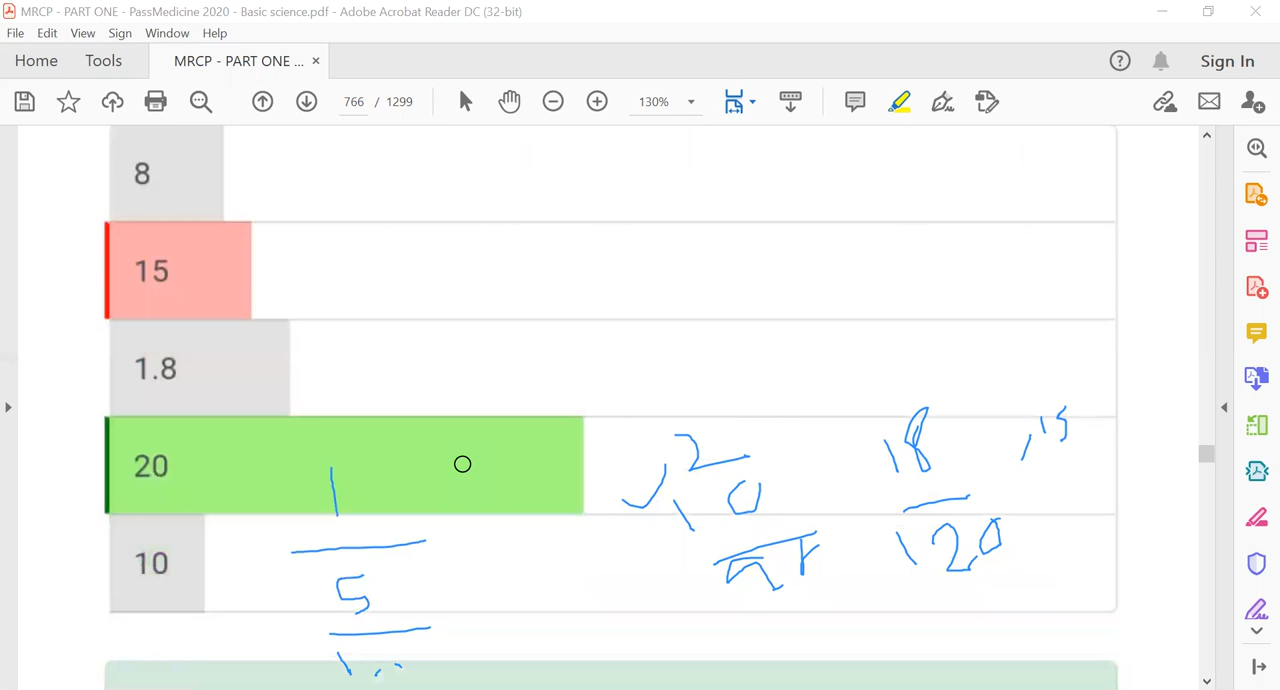 MRCP - PART ONE - PassMedicine 2020 - Basic science.pdf - Adobe Acrobat Reader DC (32-bit)
File Edit View Sign Window Help
Home Tools MRCP - PART ONE ... × Sign In
766 / 1299 130%
8
15
1.8
20
10
18
120
1
5